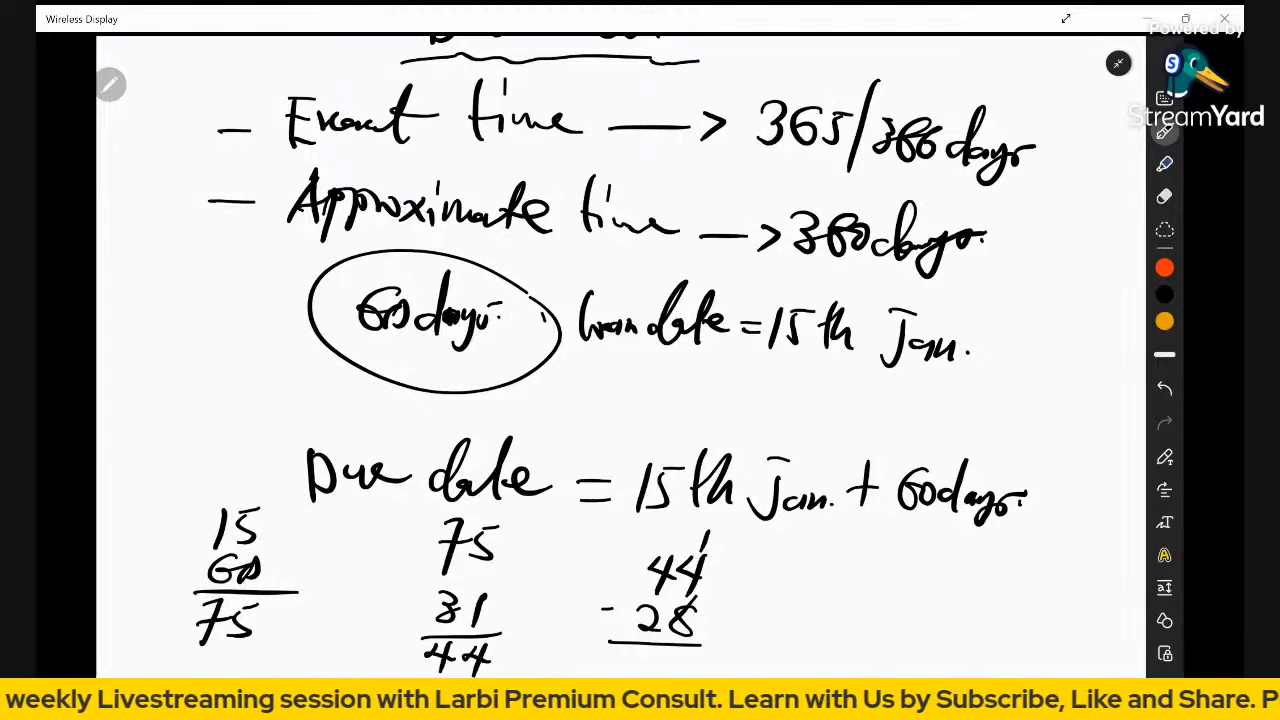 Wireless Display
Powered by
StreamYard
— Exact time —> 365/366 days
— Approximate time —> 360 days.
60 days. loan date = 15th Jan.
Due date = 15th Jan. + 60 days.
15 75 44
60 31 - 28
75 44
weekly Livestreaming session with Larbi Premium Consult. Learn with Us by Subscribe, Like and Share. P